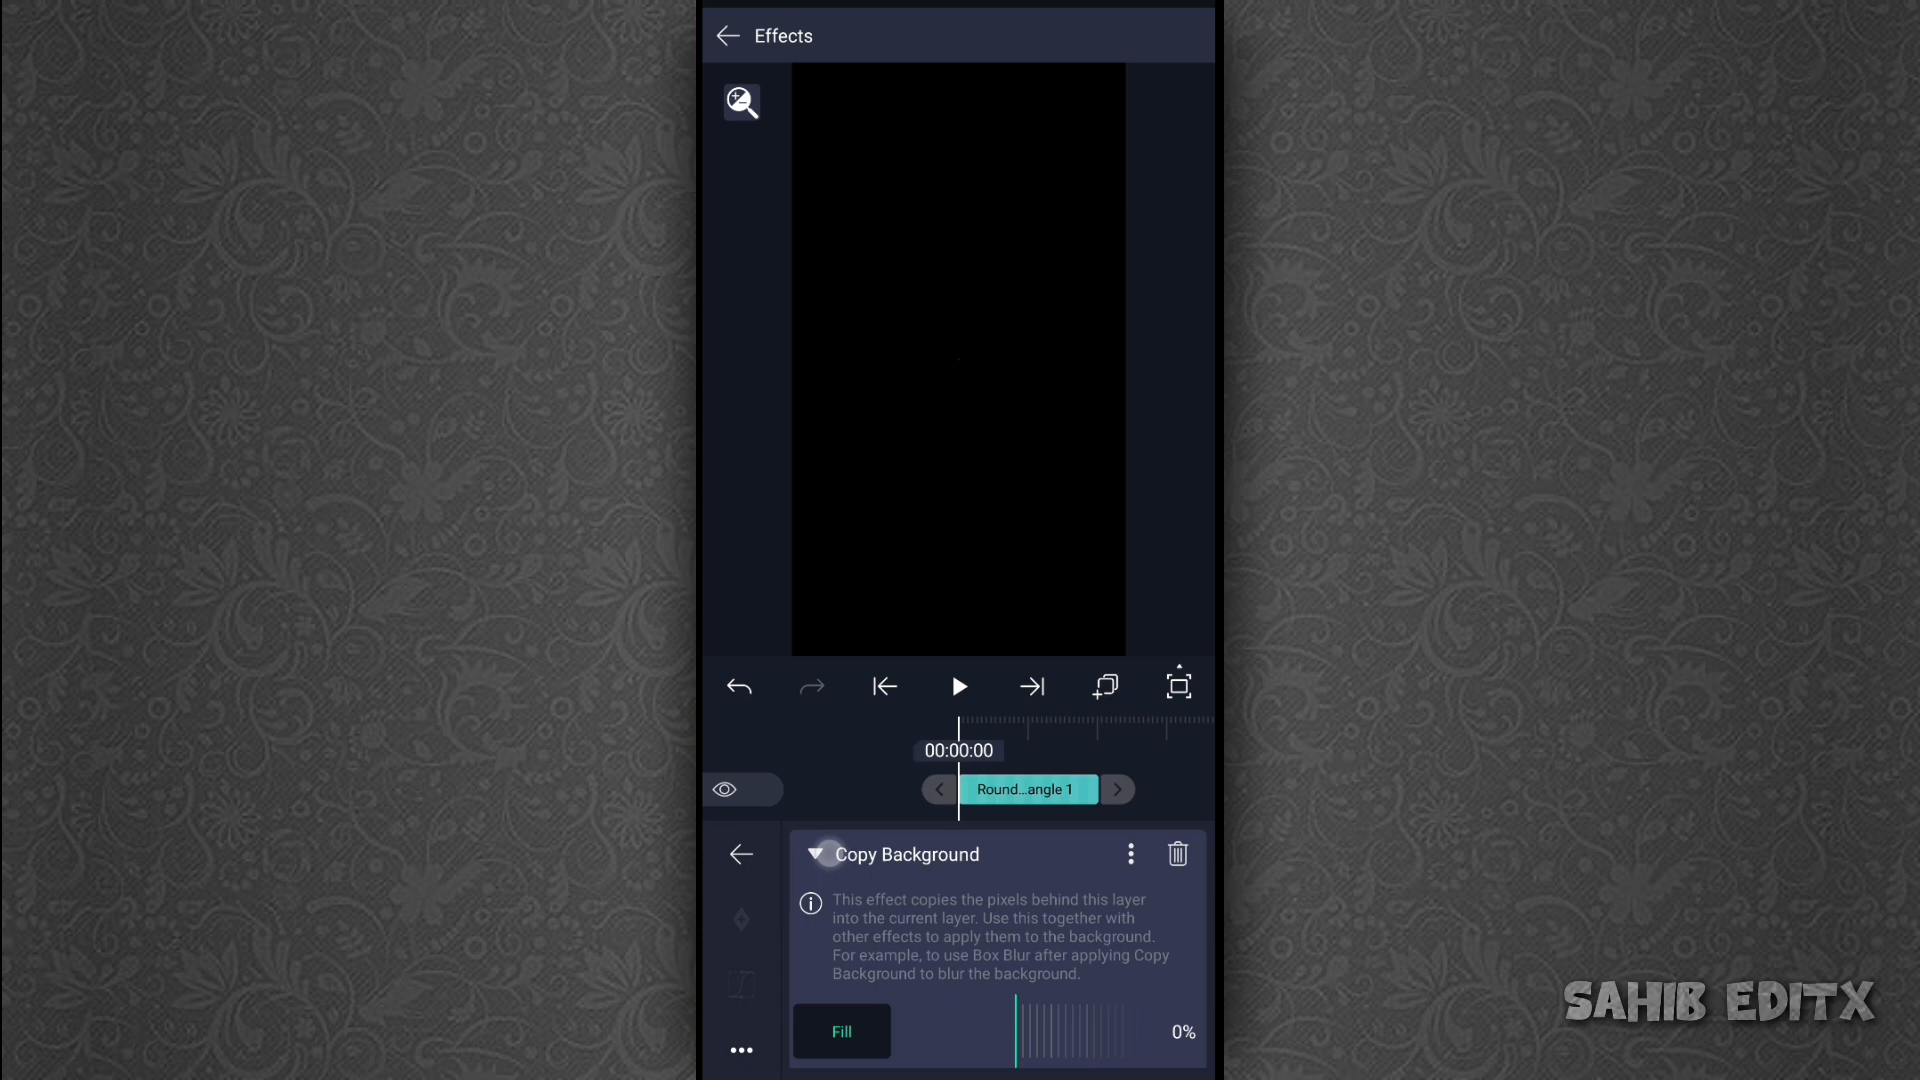 Effects
00:00:00
Round...angle 1
Copy Background
This effect copies the pixels behind this layer
into the current layer. Use this together with
other effects to apply them to the background.
For example, to use Box Blur after applying Copy
Background to blur the background.
Fill
0%
SAHIB EDITX